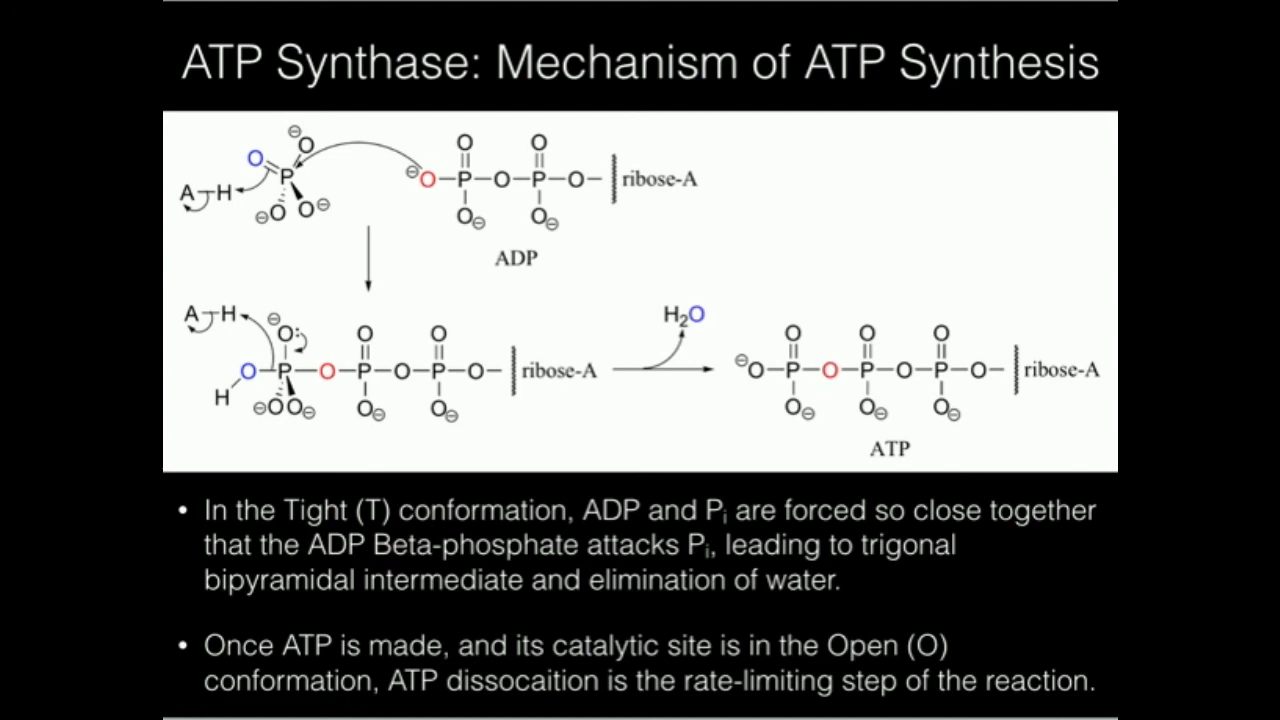 ATP Synthase: Mechanism of ATP Synthesis
⊖
O O O O
P
A–H ⊖O–P–O–P–O– ribose-A
⊖O O⊖ O⊖ O⊖
ADP
A–H ⊖ H₂O
O: O O O O O
HO–P–O–P–O–P–O– ribose-A ⊖O–P–O–P–O–P–O– ribose-A
⊖O O⊖ O⊖ O⊖ O⊖ O⊖ O⊖
ATP
• In the Tight (T) conformation, ADP and Pᵢ are forced so close together
that the ADP Beta-phosphate attacks Pᵢ, leading to trigonal
bipyramidal intermediate and elimination of water.
• Once ATP is made, and its catalytic site is in the Open (O)
conformation, ATP dissocaition is the rate-limiting step of the reaction.